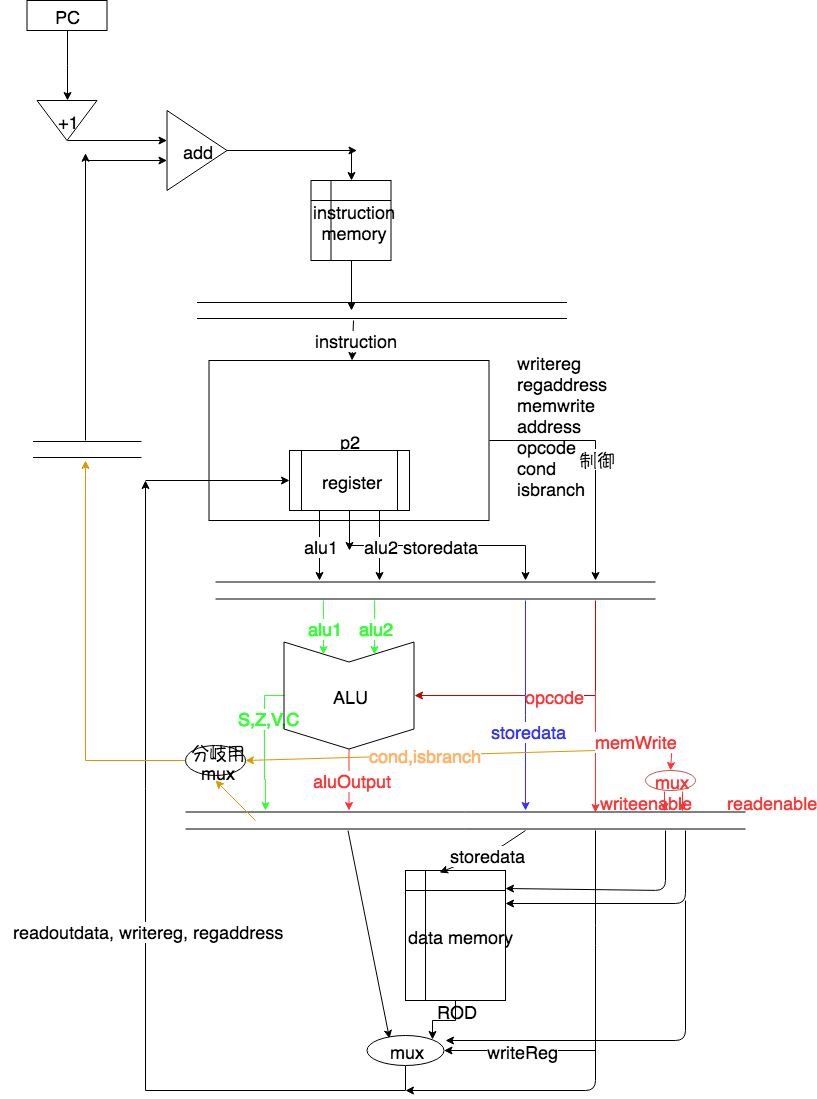 PC
+1
add
instruction
memory
instruction
writereg
regaddress
memwrite
address
opcode
cond
isbranch
制御
p2
register
alu1
alu2
storedata
alu1
alu2
ALU
opcode
S,Z,V,C
storedata
memWrite
分岐用
mux
cond,isbranch
aluOutput
mux
writeenable
readenable
storedata
readoutdata, writereg, regaddress
data memory
ROD
mux
writeReg